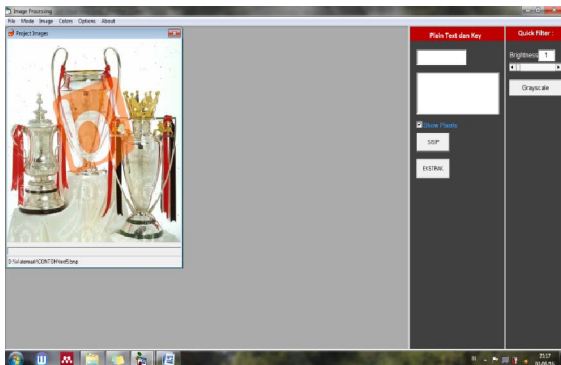 Image Processing
File Mode Image Colors Options About
Project Images
Plain Text dan Key
Quick Filter :
Brightness 1
Grayscale
Show Pixels
SISIP
EKSTRAK